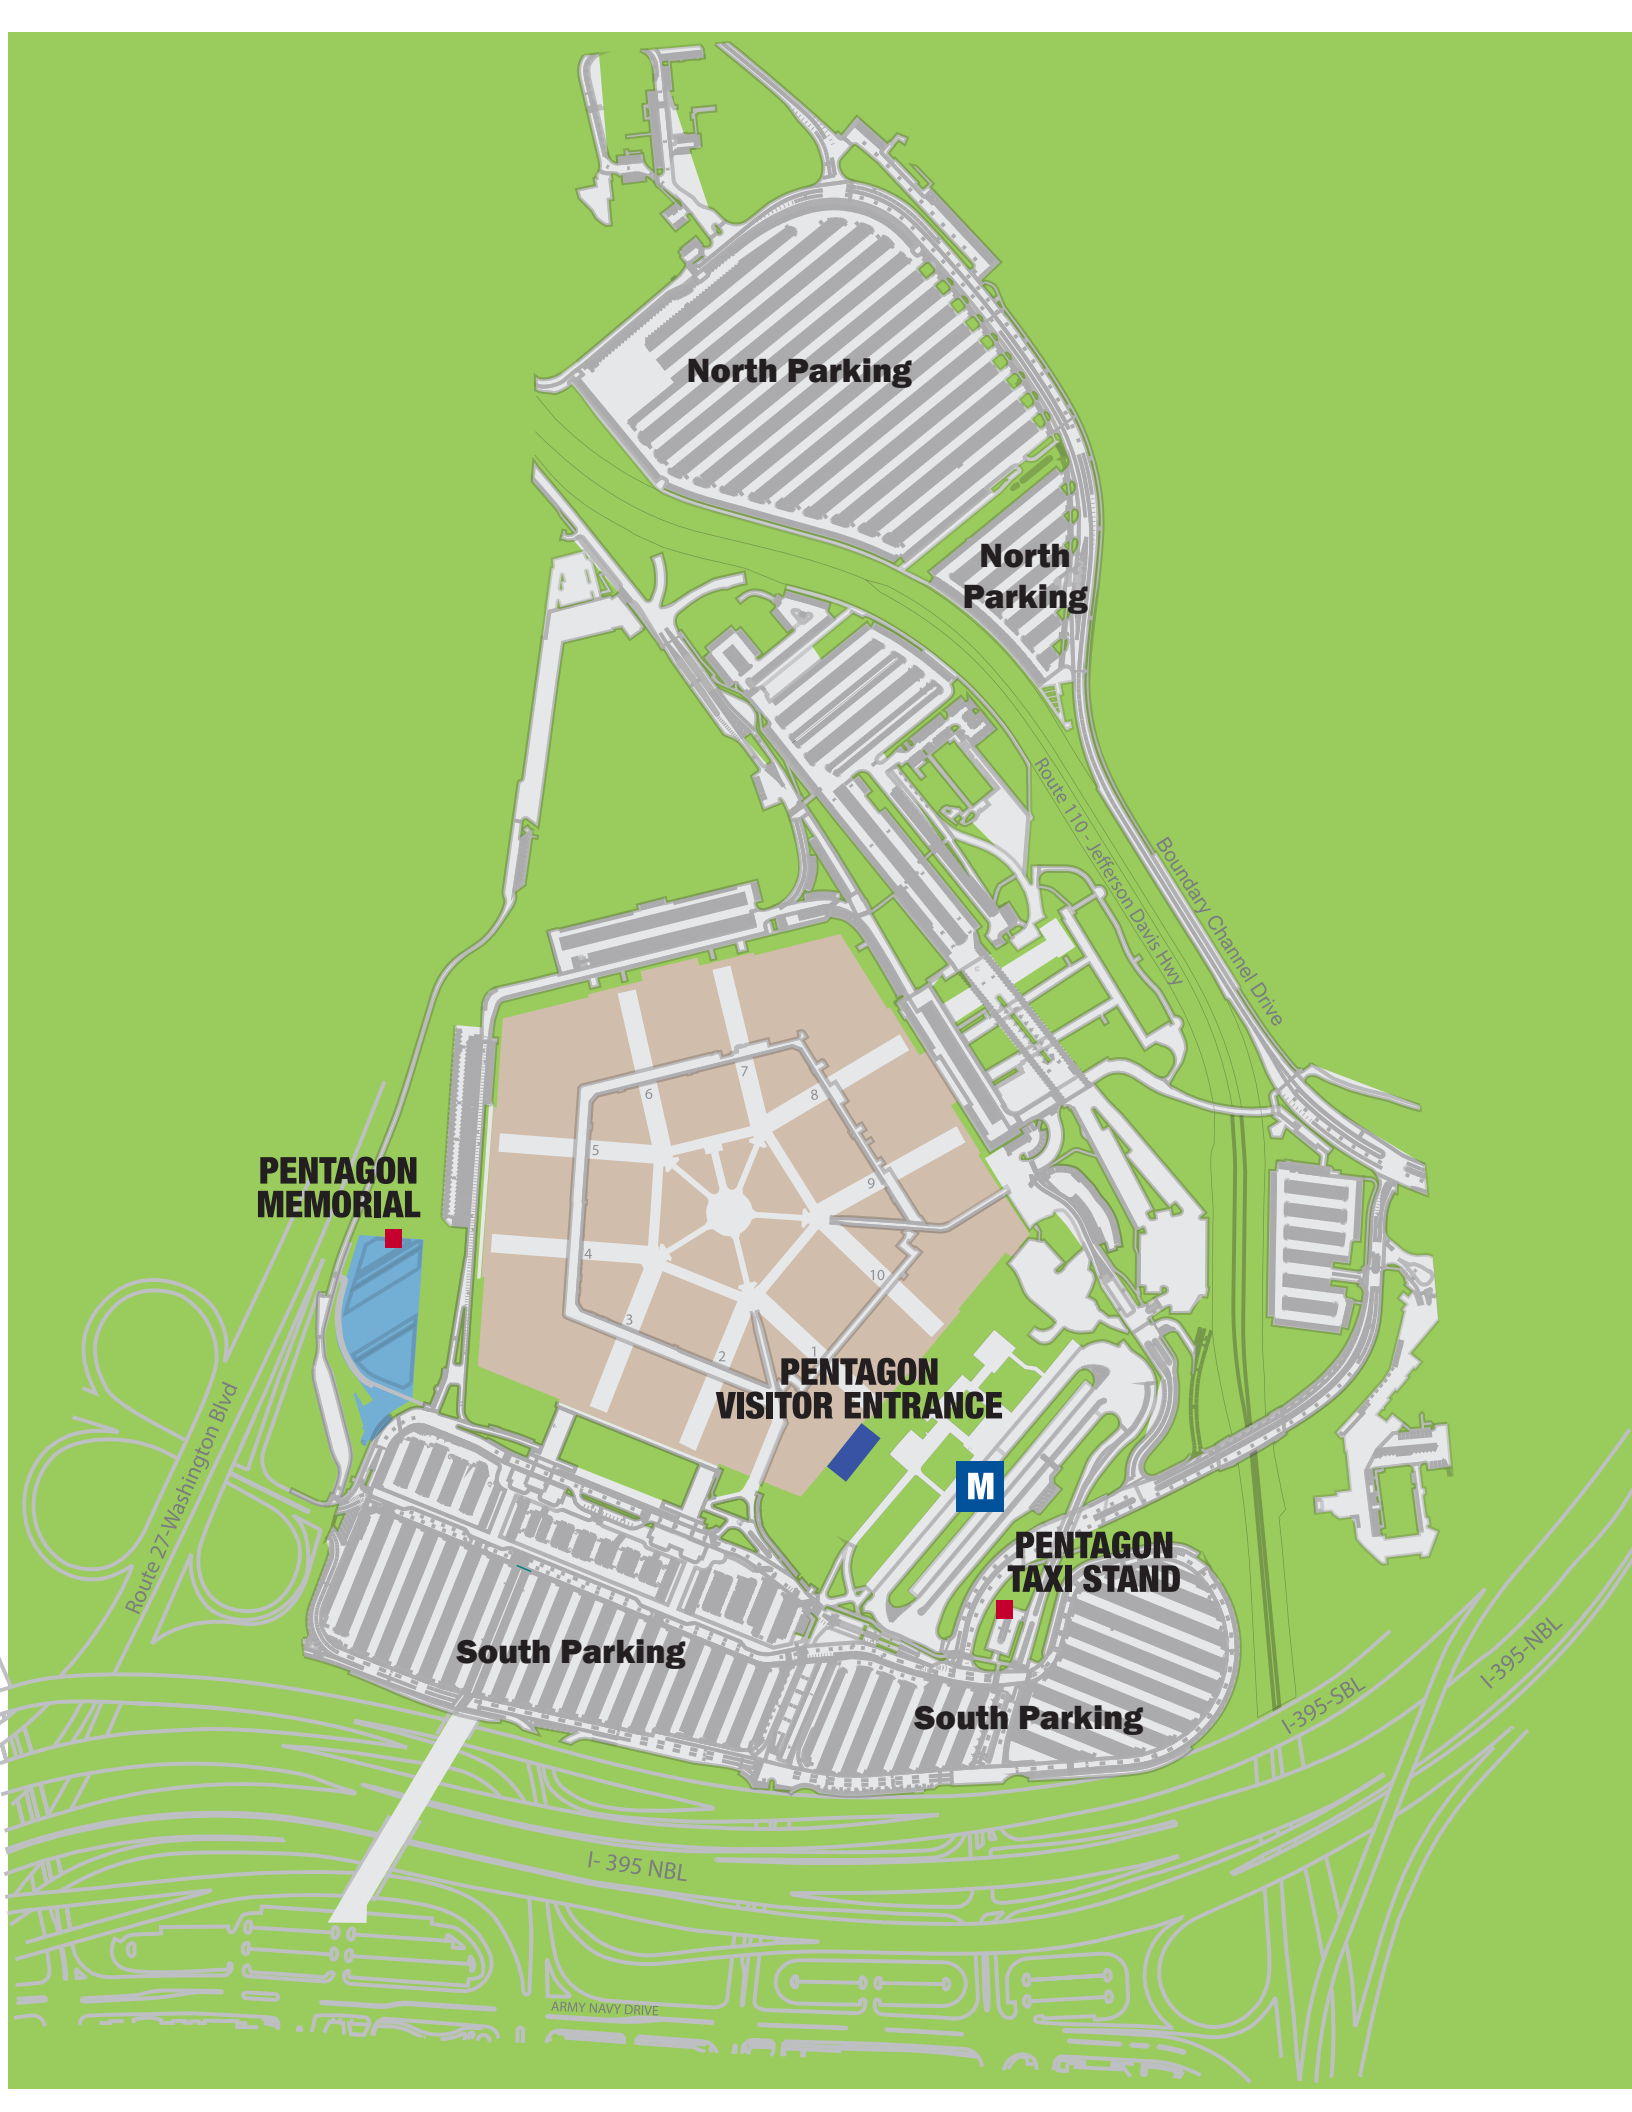 North Parking
North
Parking
Route 110 - Jefferson Davis Hwy
Boundary Channel Drive
7
6
8
5
PENTAGON
MEMORIAL
9
4
10
3
2
1
PENTAGON
VISITOR ENTRANCE
M
Route 27-Washington Blvd
PENTAGON
TAXI STAND
South Parking
South Parking
I-395-SBL
I-395-NBL
I- 395 NBL
ARMY NAVY DRIVE